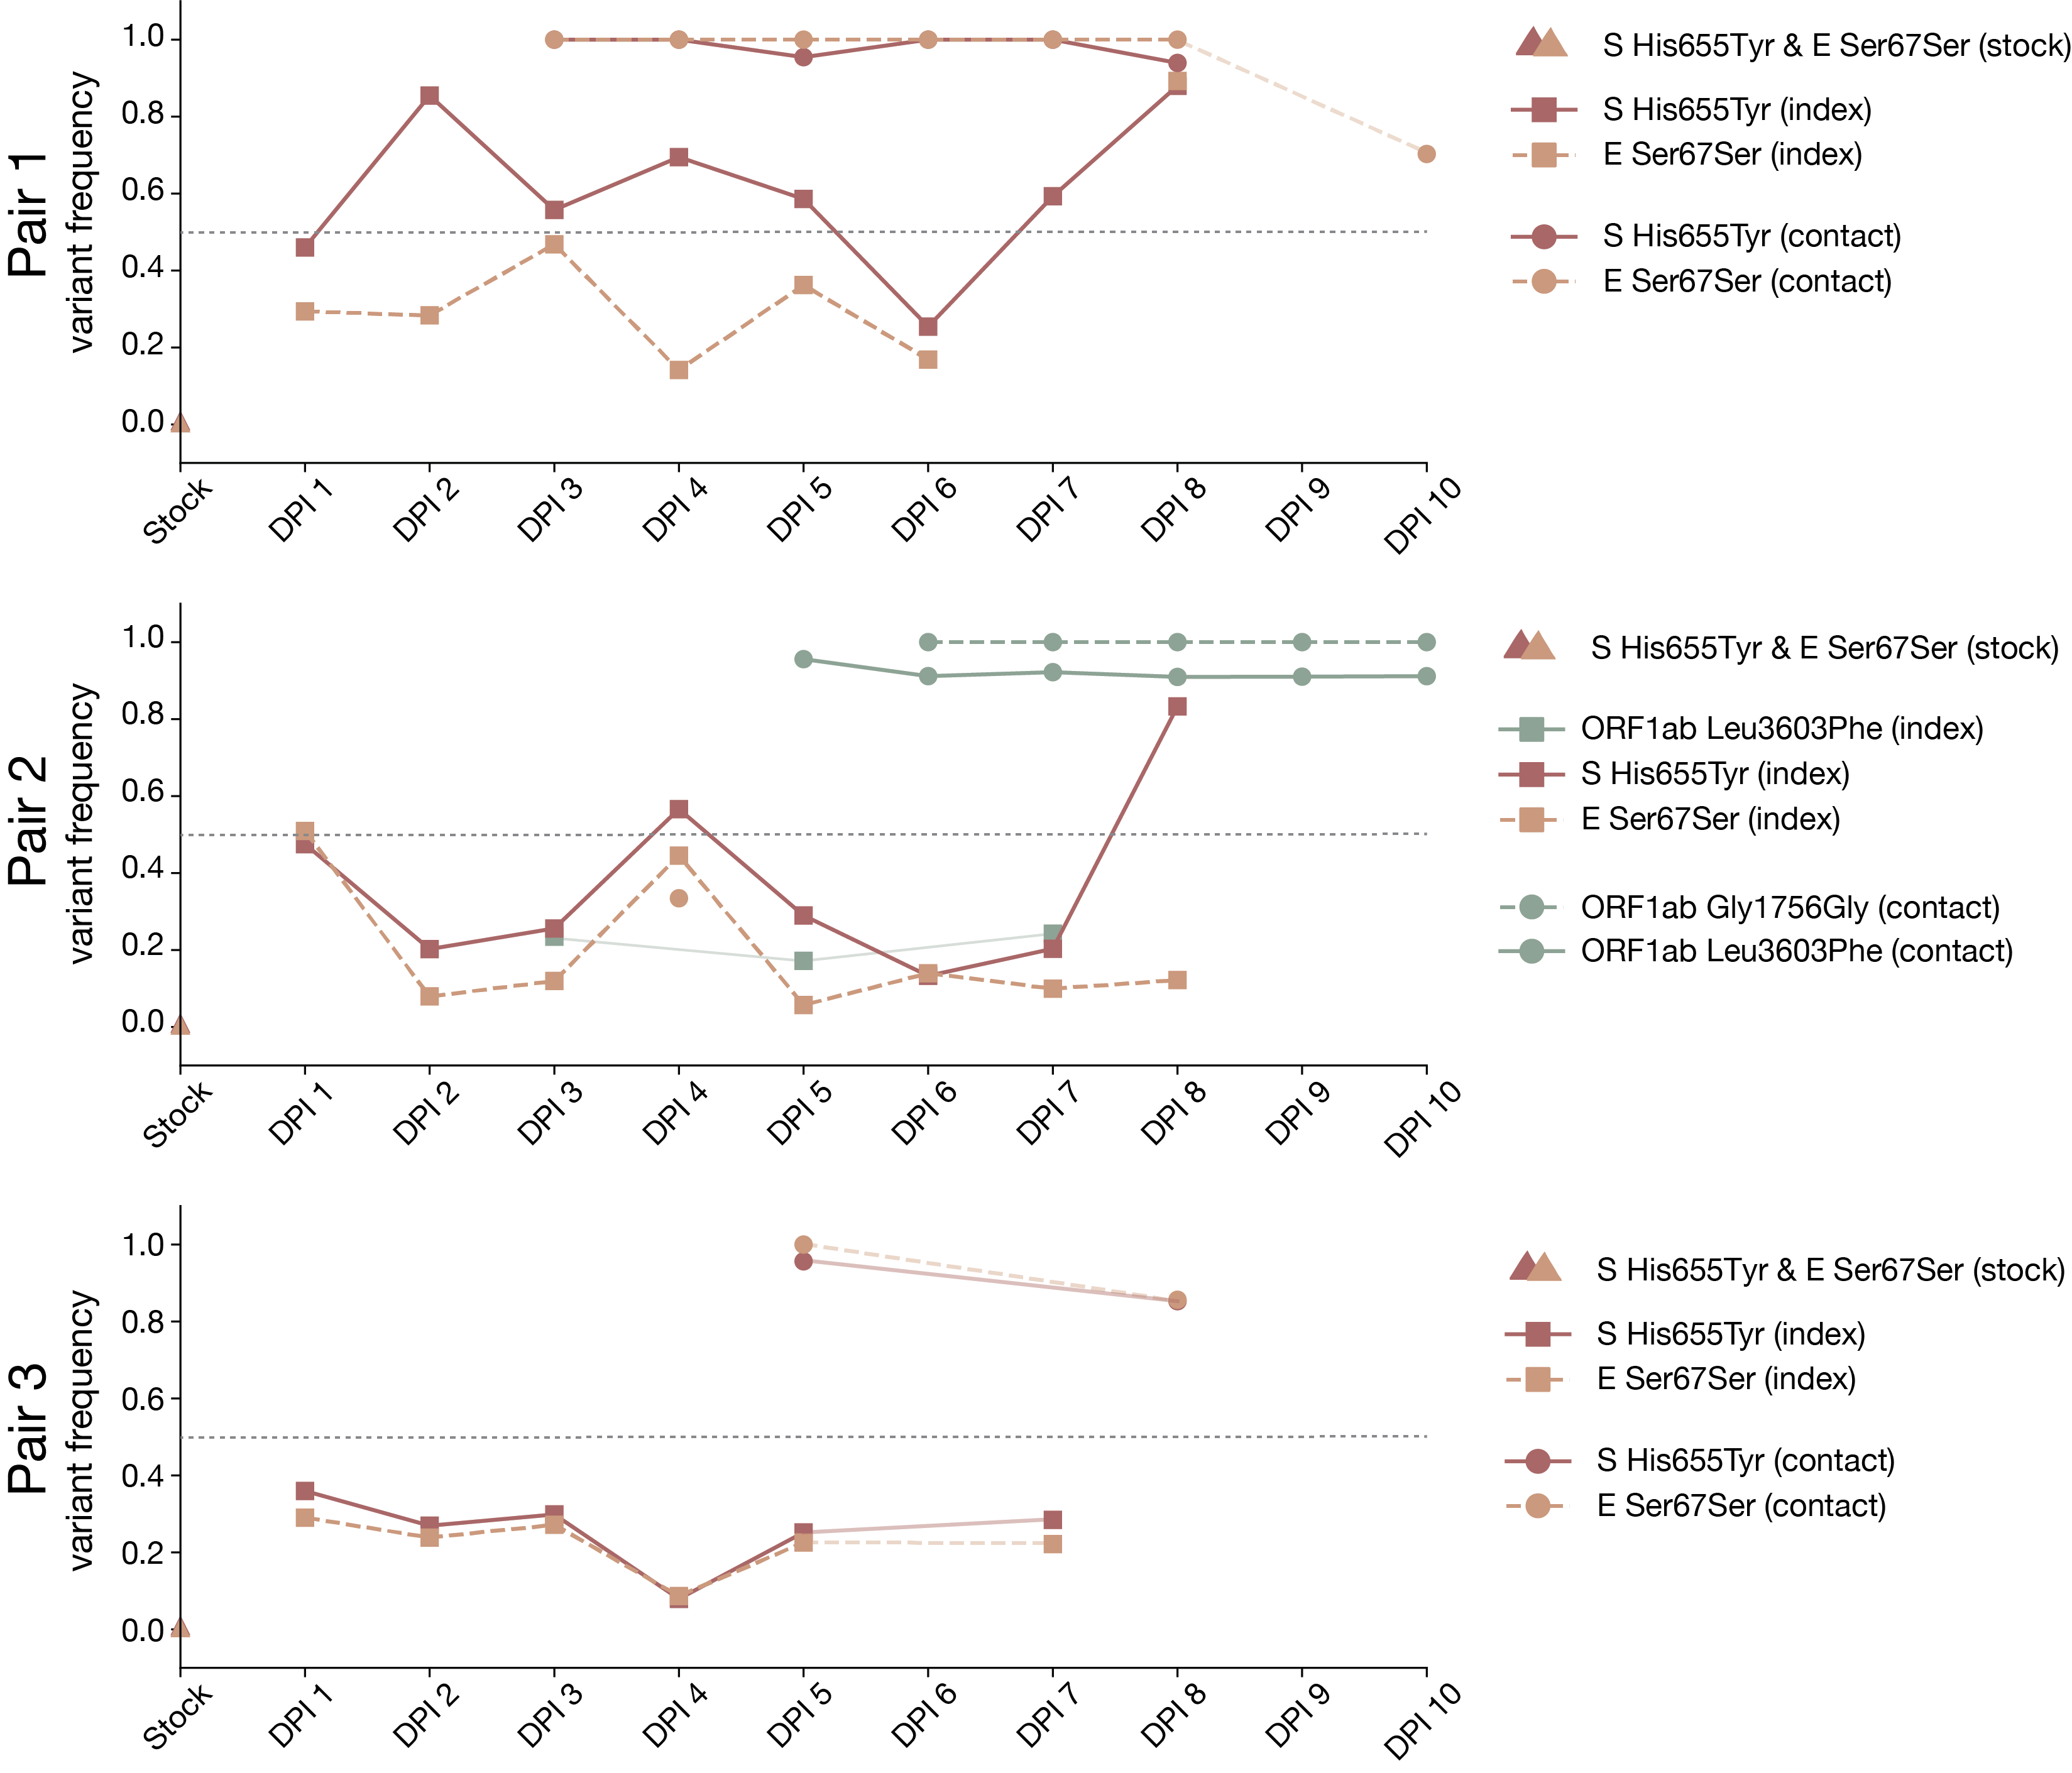 Pair 1
variant frequency
1.0
0.8
0.6
0.4
0.2
0.0
Stock
DPI 1
DPI 2
DPI 3
DPI 4
DPI 5
DPI 6
DPI 7
DPI 8
DPI 9
DPI 10
S His655Tyr & E Ser67Ser (stock)
S His655Tyr (index)
E Ser67Ser (index)
S His655Tyr (contact)
E Ser67Ser (contact)
Pair 2
variant frequency
1.0
0.8
0.6
0.4
0.2
0.0
Stock
DPI 1
DPI 2
DPI 3
DPI 4
DPI 5
DPI 6
DPI 7
DPI 8
DPI 9
DPI 10
S His655Tyr & E Ser67Ser (stock)
ORF1ab Leu3603Phe (index)
S His655Tyr (index)
E Ser67Ser (index)
ORF1ab Gly1756Gly (contact)
ORF1ab Leu3603Phe (contact)
Pair 3
variant frequency
1.0
0.8
0.6
0.4
0.2
0.0
Stock
DPI 1
DPI 2
DPI 3
DPI 4
DPI 5
DPI 6
DPI 7
DPI 8
DPI 9
DPI 10
S His655Tyr & E Ser67Ser (stock)
S His655Tyr (index)
E Ser67Ser (index)
S His655Tyr (contact)
E Ser67Ser (contact)